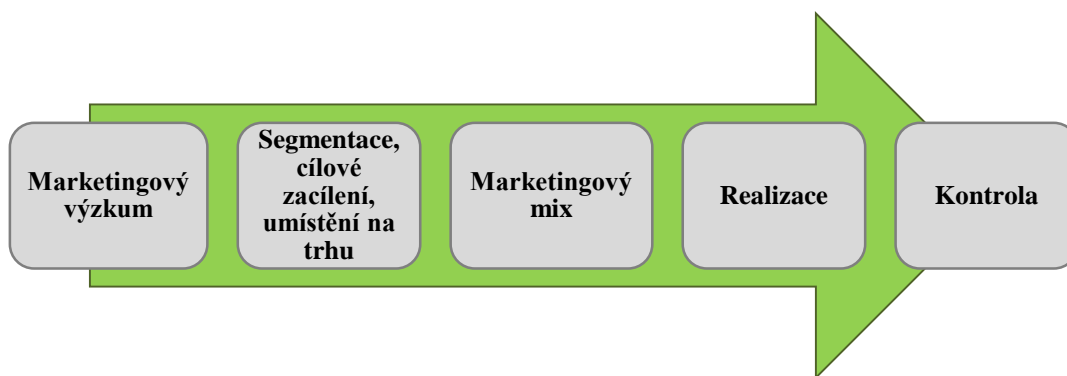 Marketingový
výzkum
Segmentace,
cílové
zacílení,
umístění na
trhu
Marketingový
mix
Realizace
Kontrola